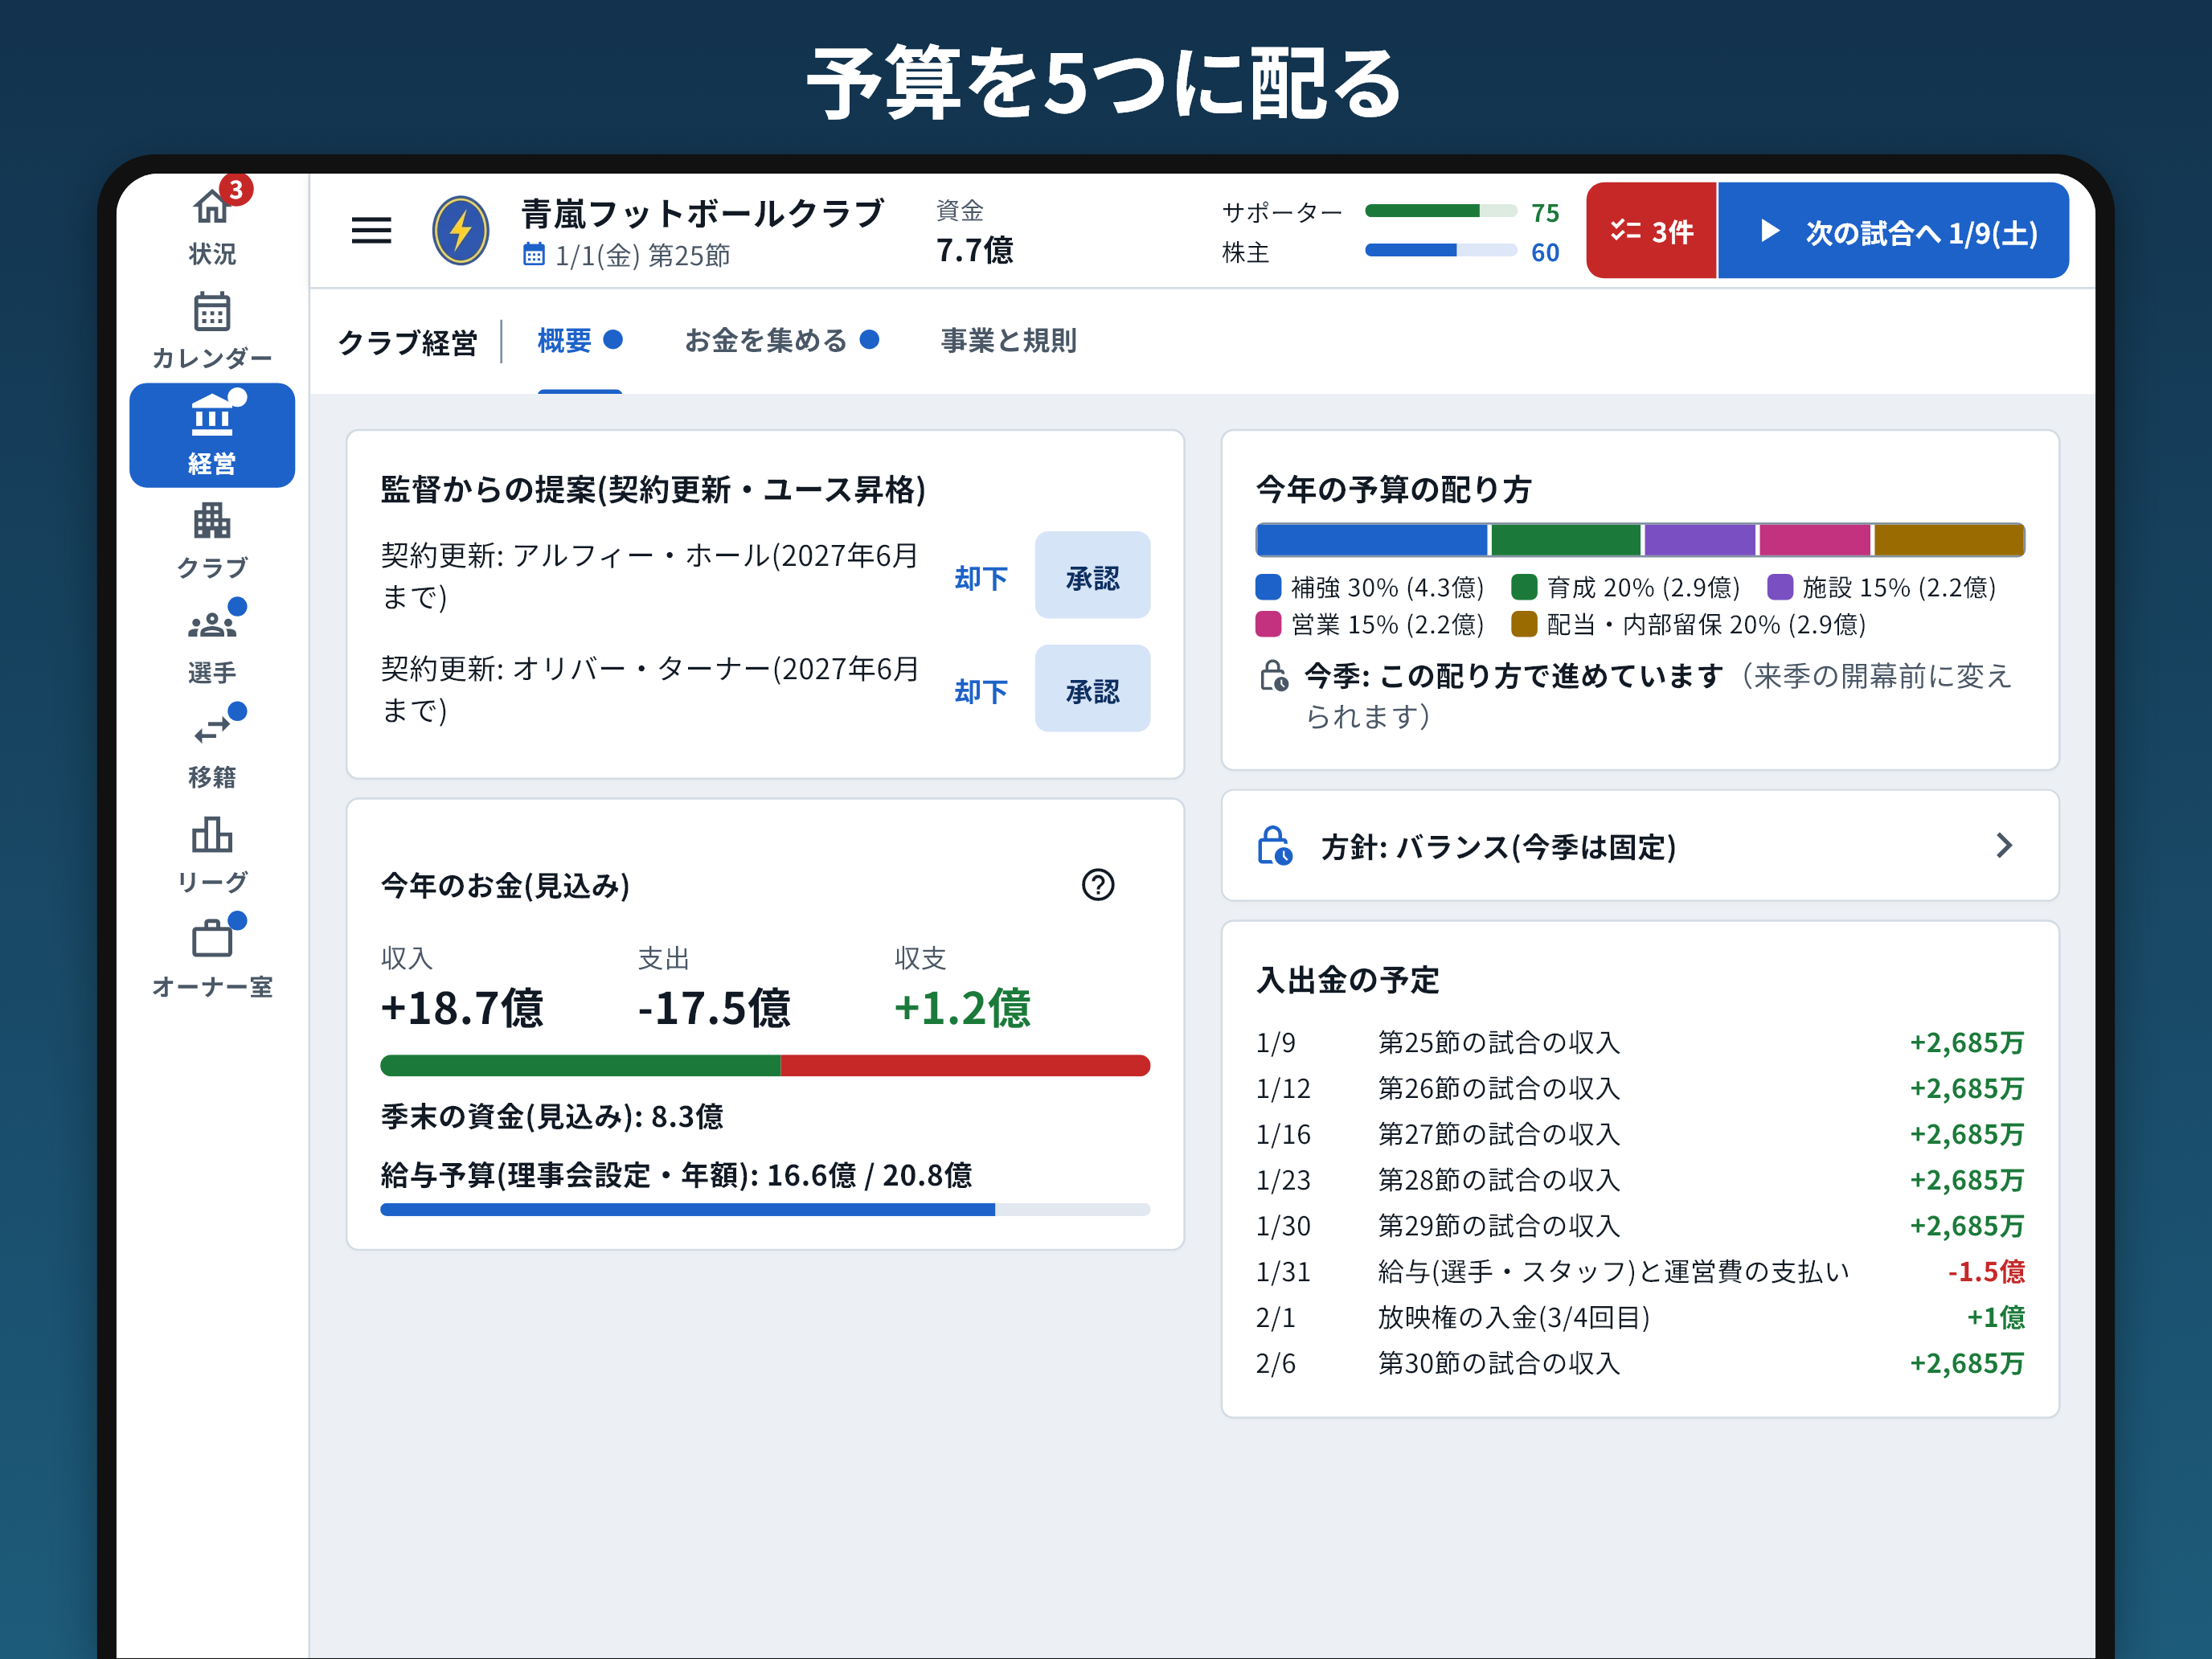 予算を5つに配る
3
状況
カレンダー
経営
クラブ
選手
移籍
リーグ
オーナー室
青嵐フットボールクラブ
1/1(金) 第25節
資金
7.7億
サポーター 75
株主 60
3件
次の試合へ 1/9(土)
クラブ経営
概要
お金を集める
事業と規則
監督からの提案(契約更新・ユース昇格)
契約更新: アルフィー・ホール(2027年6月
まで)
却下
承認
契約更新: オリバー・ターナー(2027年6月
まで)
却下
承認
今年のお金(見込み)
収入 支出 収支
+18.7億 -17.5億 +1.2億
季末の資金(見込み): 8.3億
給与予算(理事会設定・年額): 16.6億 / 20.8億
今年の予算の配り方
補強 30% (4.3億) 育成 20% (2.9億) 施設 15% (2.2億)
営業 15% (2.2億) 配当・内部留保 20% (2.9億)
今季: この配り方で進めています（来季の開幕前に変え
られます）
方針: バランス(今季は固定)
入出金の予定
1/9 第25節の試合の収入 +2,685万
1/12 第26節の試合の収入 +2,685万
1/16 第27節の試合の収入 +2,685万
1/23 第28節の試合の収入 +2,685万
1/30 第29節の試合の収入 +2,685万
1/31 給与(選手・スタッフ)と運営費の支払い -1.5億
2/1 放映権の入金(3/4回目) +1億
2/6 第30節の試合の収入 +2,685万